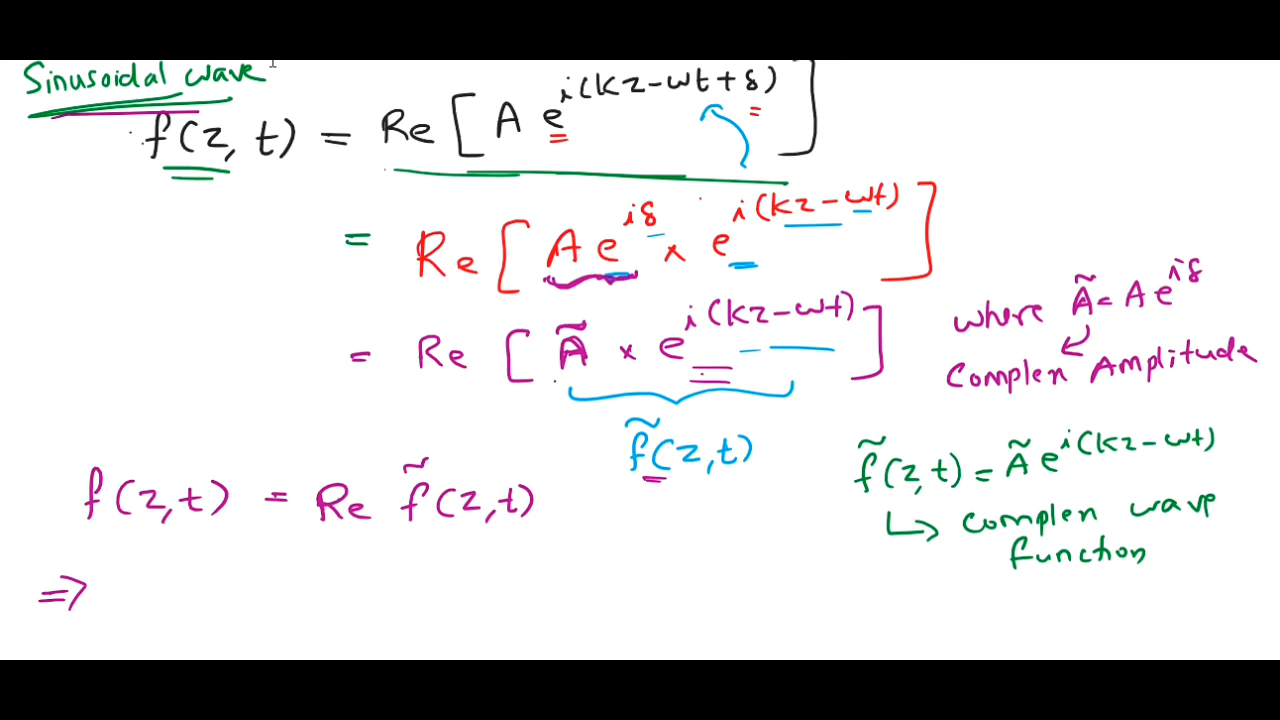 Sinusoidal wave
f(z, t) = Re [ A e^{i(kz-ωt+δ)} ]
= Re [ A e^{iδ} × e^{i(kz-ωt)} ]
= Re [ Ã × e^{i(kz-ωt)} ]
where Ã = A e^{iδ}
Complex Amplitude
f̃(z,t)
f̃(z,t) = Ã e^{i(kz-ωt)}
↳ complex wave
function
f(z,t) = Re f̃(z,t)
⇒